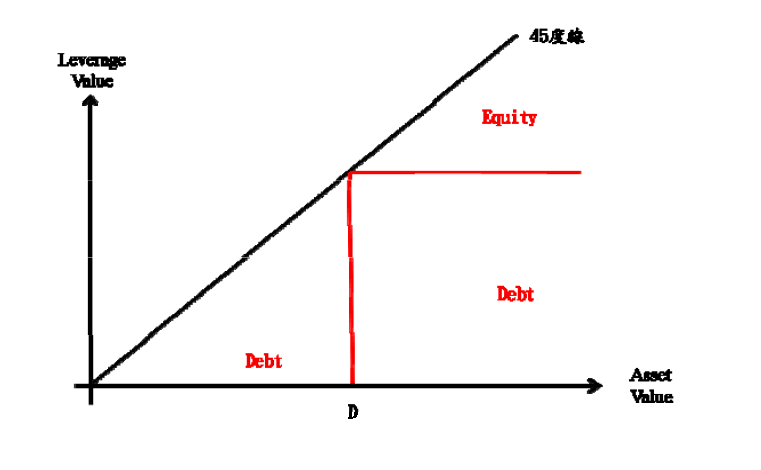 45度線
Leverage
Value
Equity
Debt
Debt
Asset
Value
D